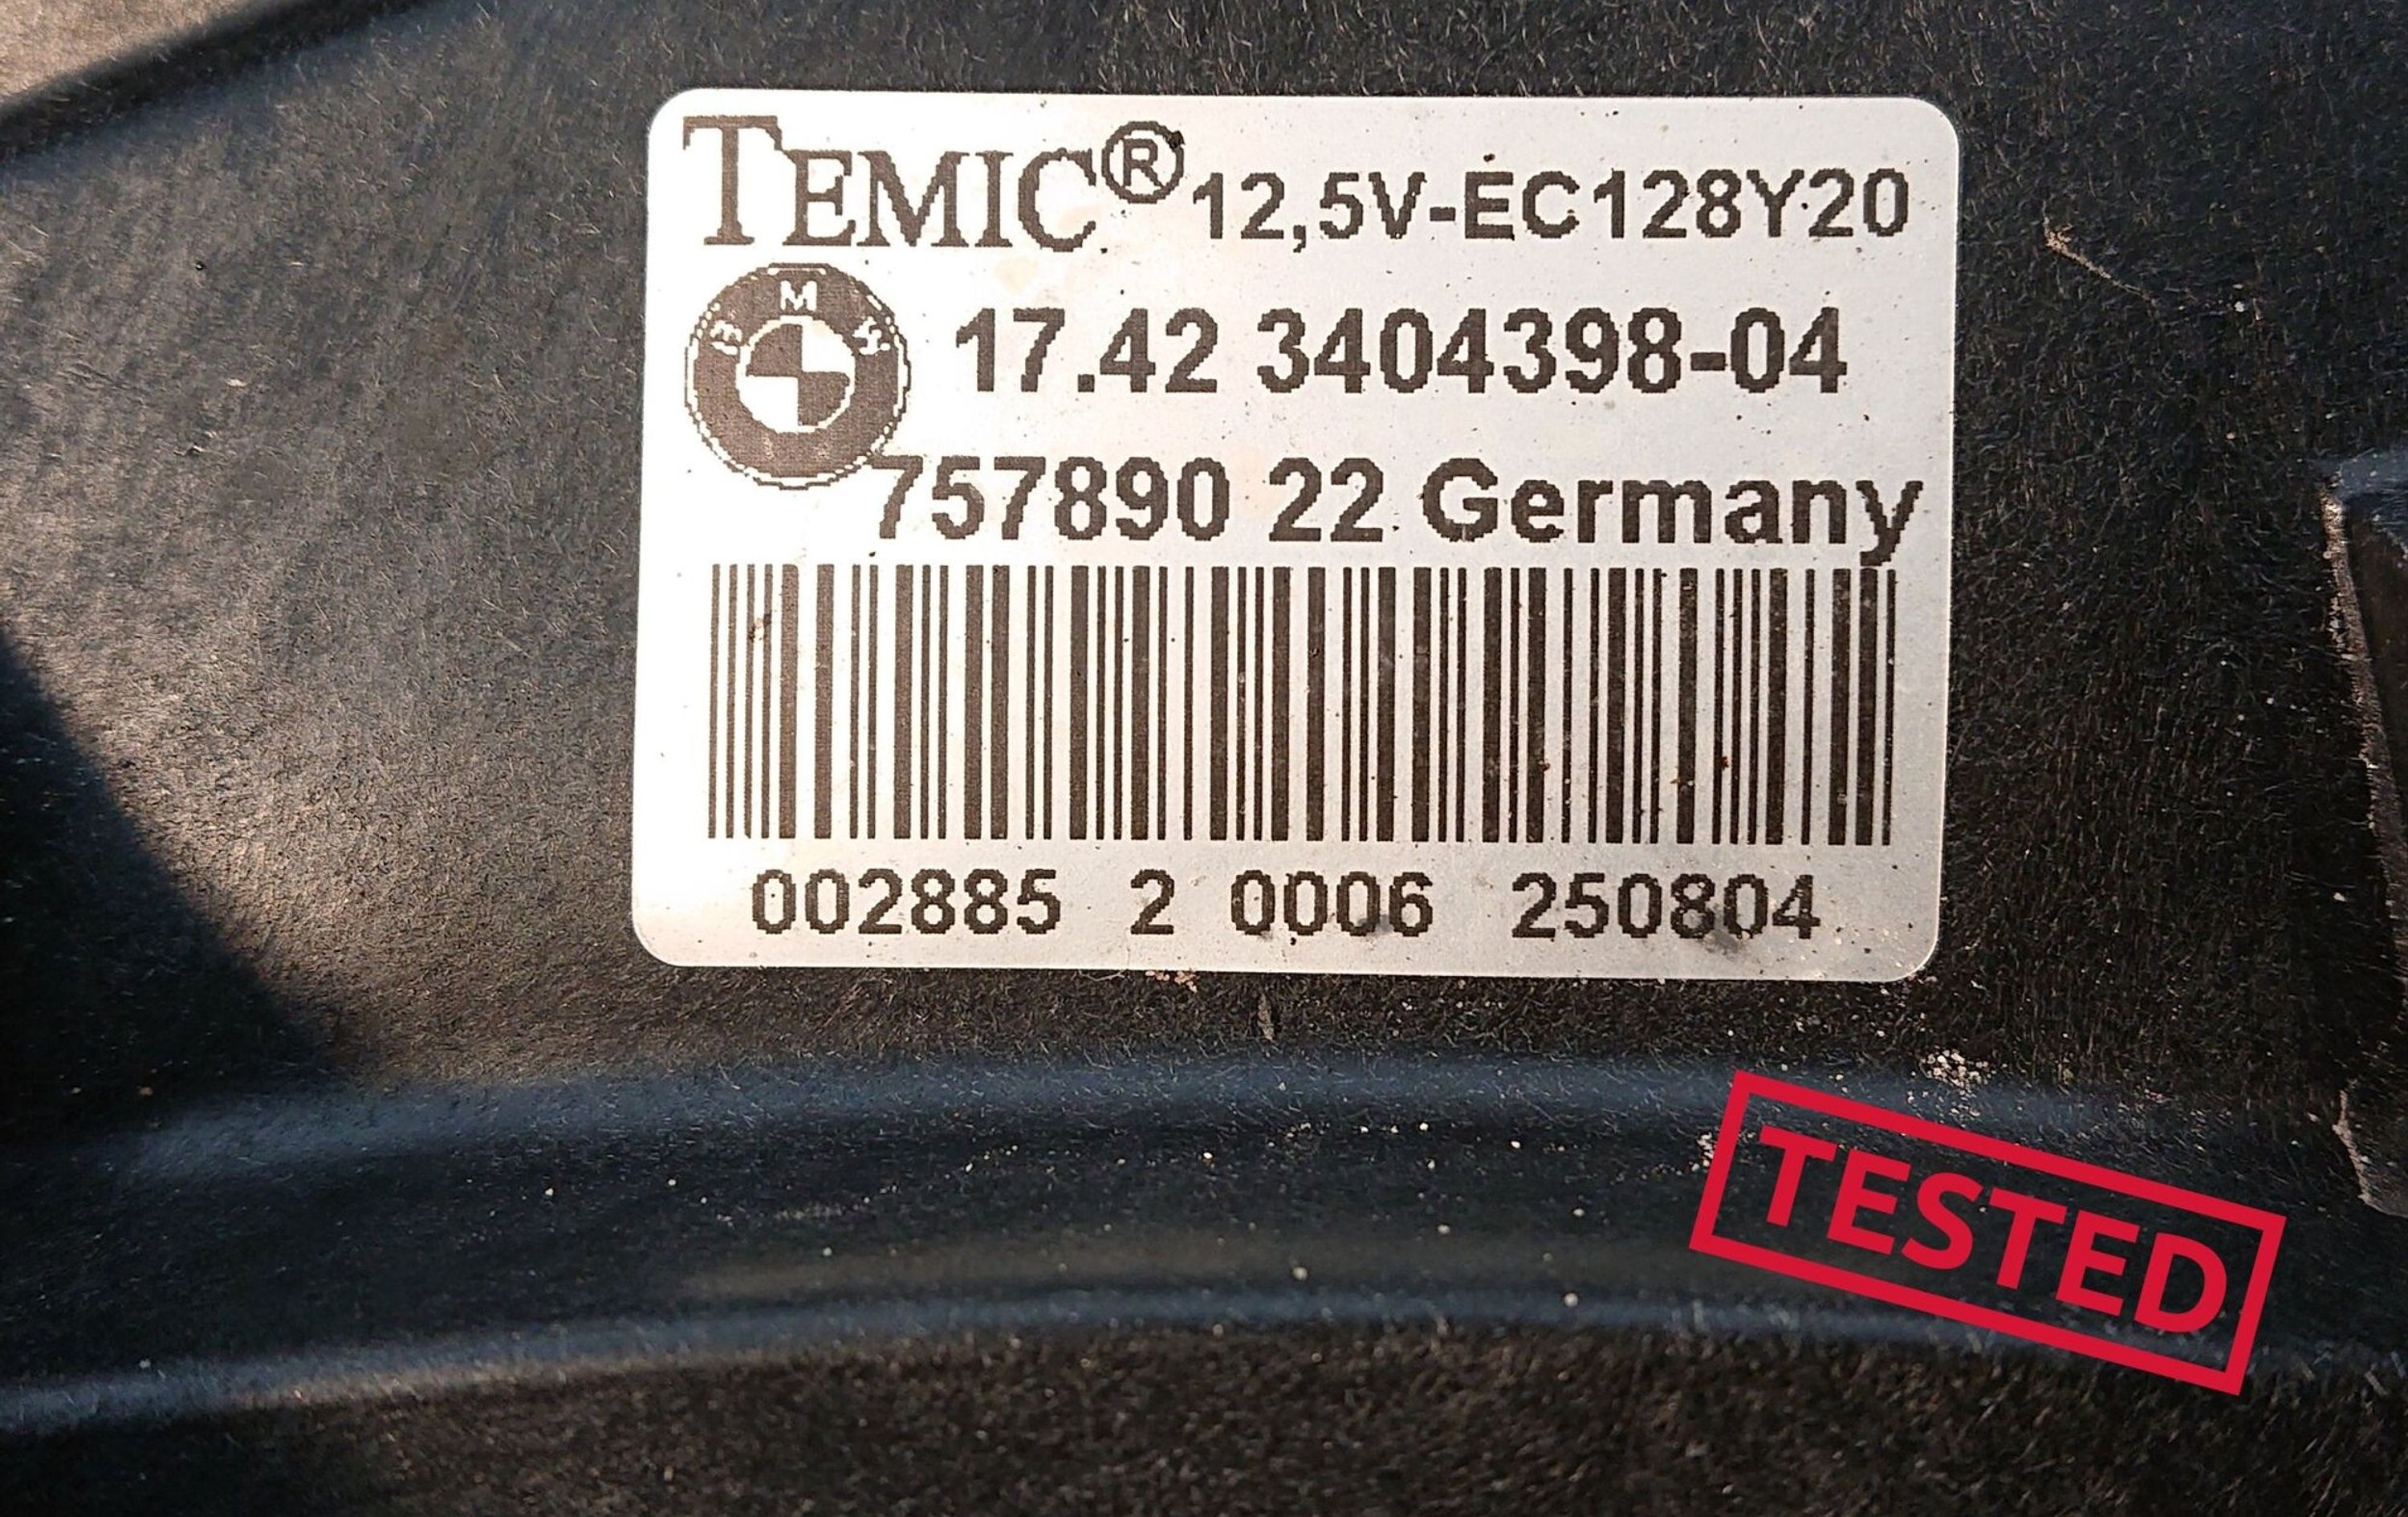 TEMIC® 12,5V-EC128Y20
BMW
17.42 3404398-04
757890 22 Germany
002885 2 0006 250804
TESTED